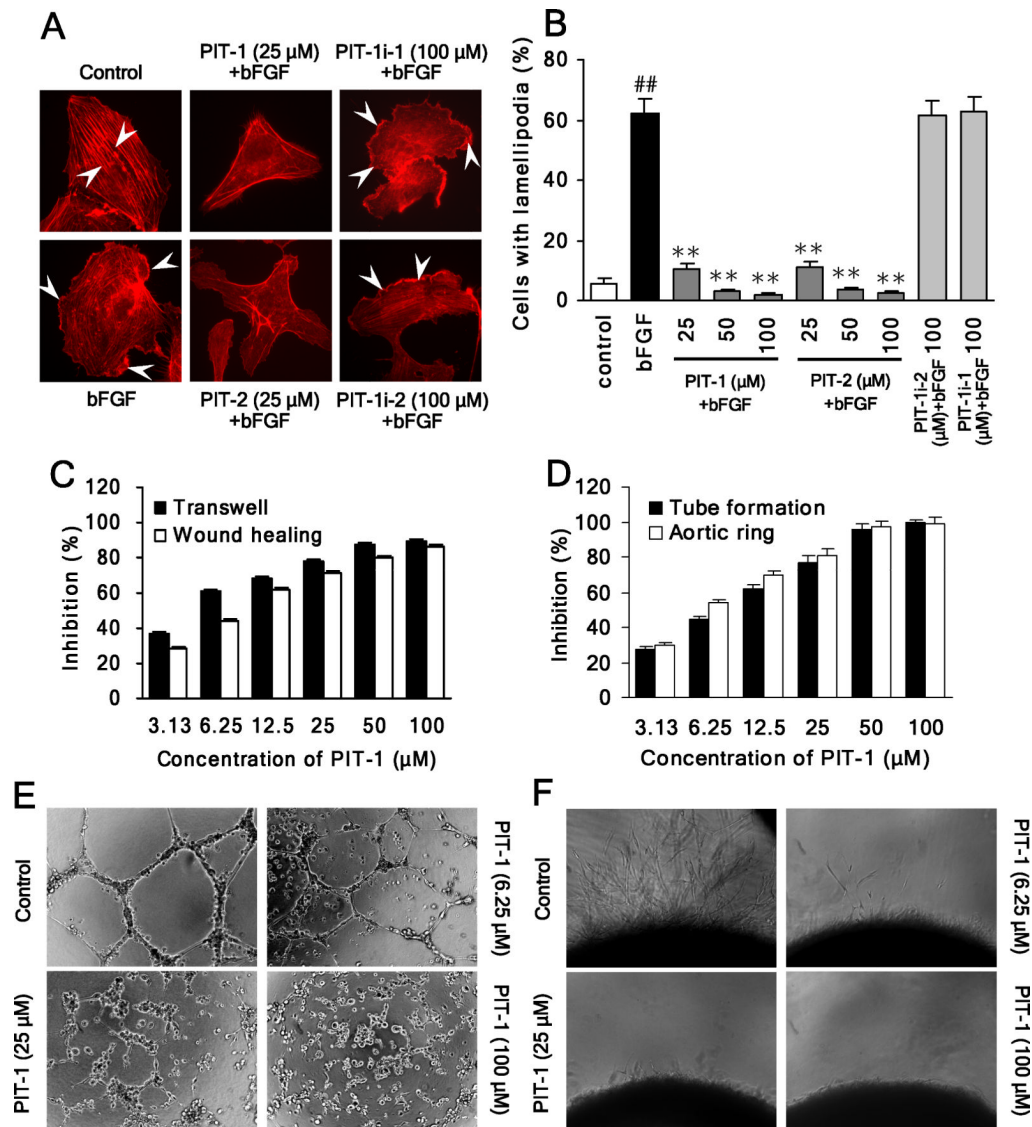 A
Control
PIT-1 (25 µM)
+bFGF
PIT-1i-1 (100 µM)
+bFGF
bFGF
PIT-2 (25 µM)
+bFGF
PIT-1i-2 (100 µM)
+bFGF
B
Cells with lamellipodia (%)
80
60
40
20
0
##
**
**
**
**
**
**
control
bFGF
25
50
100
25
50
100
100
100
PIT-1 (µM)
+bFGF
PIT-2 (µM)
+bFGF
PIT-1i-2
(µM)+bFGF
PIT-1i-1
(µM)+bFGF
C
Inhibition (%)
120
100
80
60
40
20
0
Transwell
Wound healing
3.13 6.25 12.5 25 50 100
Concentration of PIT-1 (µM)
D
Inhibition (%)
120
100
80
60
40
20
0
Tube formation
Aortic ring
3.13 6.25 12.5 25 50 100
Concentration of PIT-1 (µM)
E
Control
PIT-1 (6.25 µM)
PIT-1 (25 µM)
PIT-1 (100 µM)
F
Control
PIT-1 (6.25 µM)
PIT-1 (25 µM)
PIT-1 (100 µM)